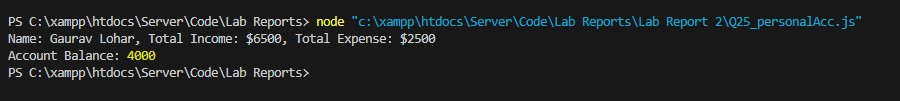 PS C:\xampp\htdocs\Server\Code\Lab Reports> node "c:\xampp\htdocs\Server\Code\Lab Reports\Lab Report 2\Q25_personalAcc.js"
Name: Gaurav Lohar, Total Income: $6500, Total Expense: $2500
Account Balance: 4000
PS C:\xampp\htdocs\Server\Code\Lab Reports>